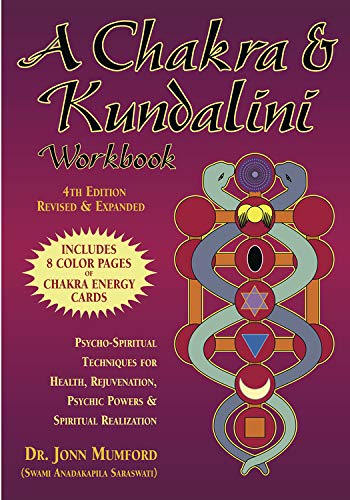 A Chakra &
Kundalini
Workbook
4TH EDITION
REVISED & EXPANDED
INCLUDES
8 COLOR PAGES
OF
CHAKRA ENERGY
CARDS
PSYCHO-SPIRITUAL
TECHNIQUES FOR
HEALTH, REJUVENATION,
PSYCHIC POWERS &
SPIRITUAL REALIZATION
DR. JONN MUMFORD
(SWAMI ANADAKAPILA SARASWATI)